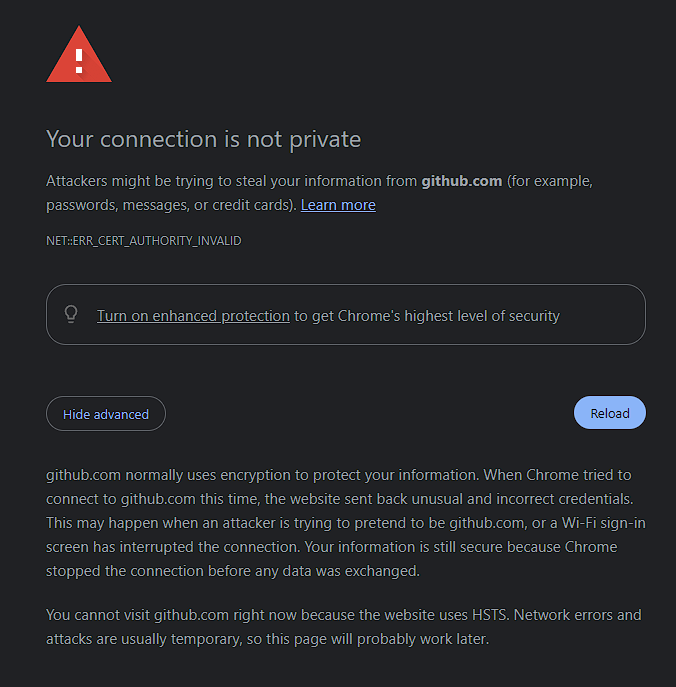 Your connection is not private
Attackers might be trying to steal your information from github.com (for example,
passwords, messages, or credit cards). Learn more
NET::ERR_CERT_AUTHORITY_INVALID
Turn on enhanced protection to get Chrome's highest level of security
Hide advanced
Reload
github.com normally uses encryption to protect your information. When Chrome tried to
connect to github.com this time, the website sent back unusual and incorrect credentials.
This may happen when an attacker is trying to pretend to be github.com, or a Wi-Fi sign-in
screen has interrupted the connection. Your information is still secure because Chrome
stopped the connection before any data was exchanged.
You cannot visit github.com right now because the website uses HSTS. Network errors and
attacks are usually temporary, so this page will probably work later.